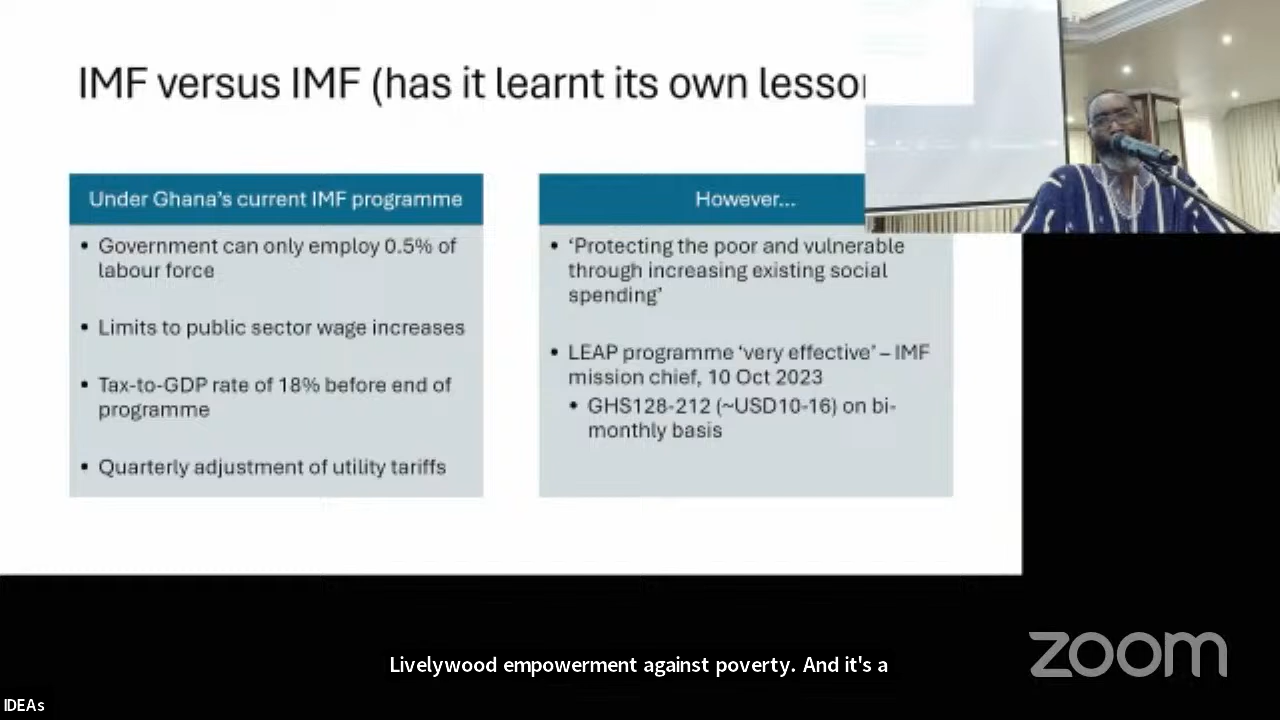 IMF versus IMF (has it learnt its own lesson
Under Ghana's current IMF programme
• Government can only employ 0.5% of
labour force
• Limits to public sector wage increases
• Tax-to-GDP rate of 18% before end of
programme
• Quarterly adjustment of utility tariffs
However...
• ‘Protecting the poor and vulnerable
through increasing existing social
spending’
• LEAP programme ‘very effective’ – IMF
mission chief, 10 Oct 2023
• GHS128-212 (~USD10-16) on bi-
monthly basis
Livelywood empowerment against poverty. And it's a
zoom
IDEAs